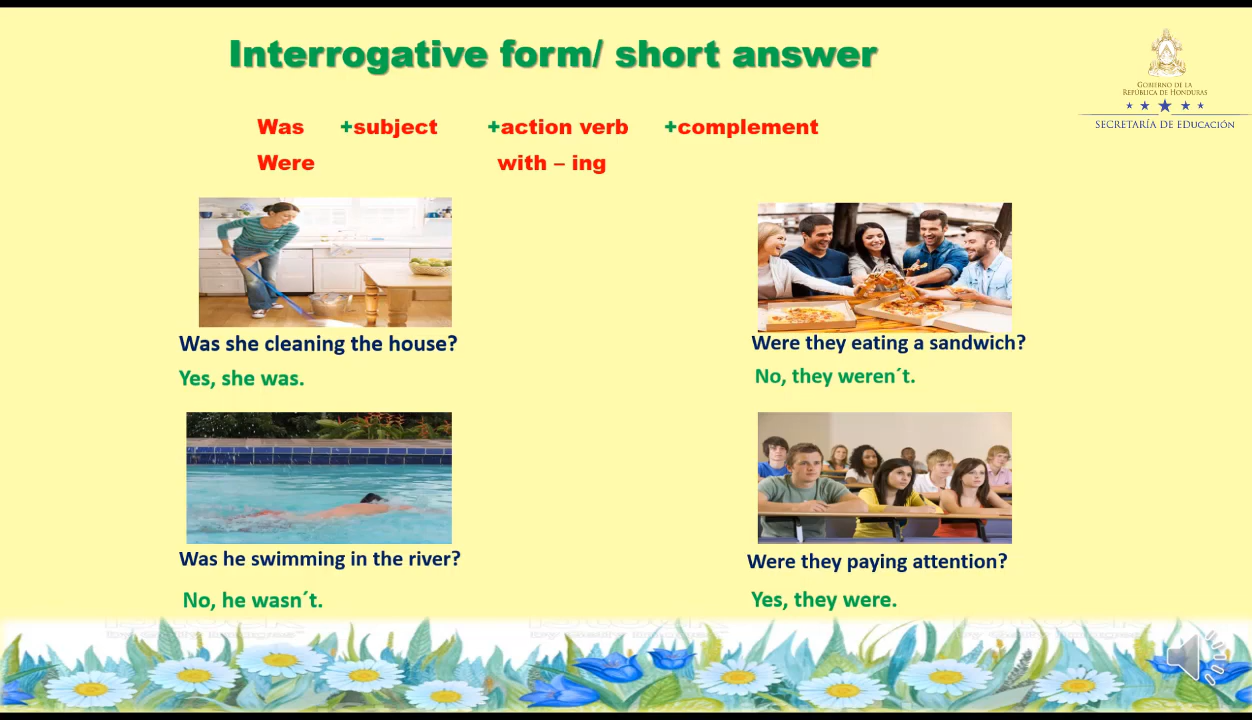 Interrogative form/ short answer
GOBIERNO DE LA
REPÚBLICA DE HONDURAS
SECRETARÍA DE EDUCACIÓN
Was +subject +action verb +complement
Were with – ing
Was she cleaning the house?
Yes, she was.
Were they eating a sandwich?
No, they weren´t.
Was he swimming in the river?
No, he wasn´t.
Were they paying attention?
Yes, they were.